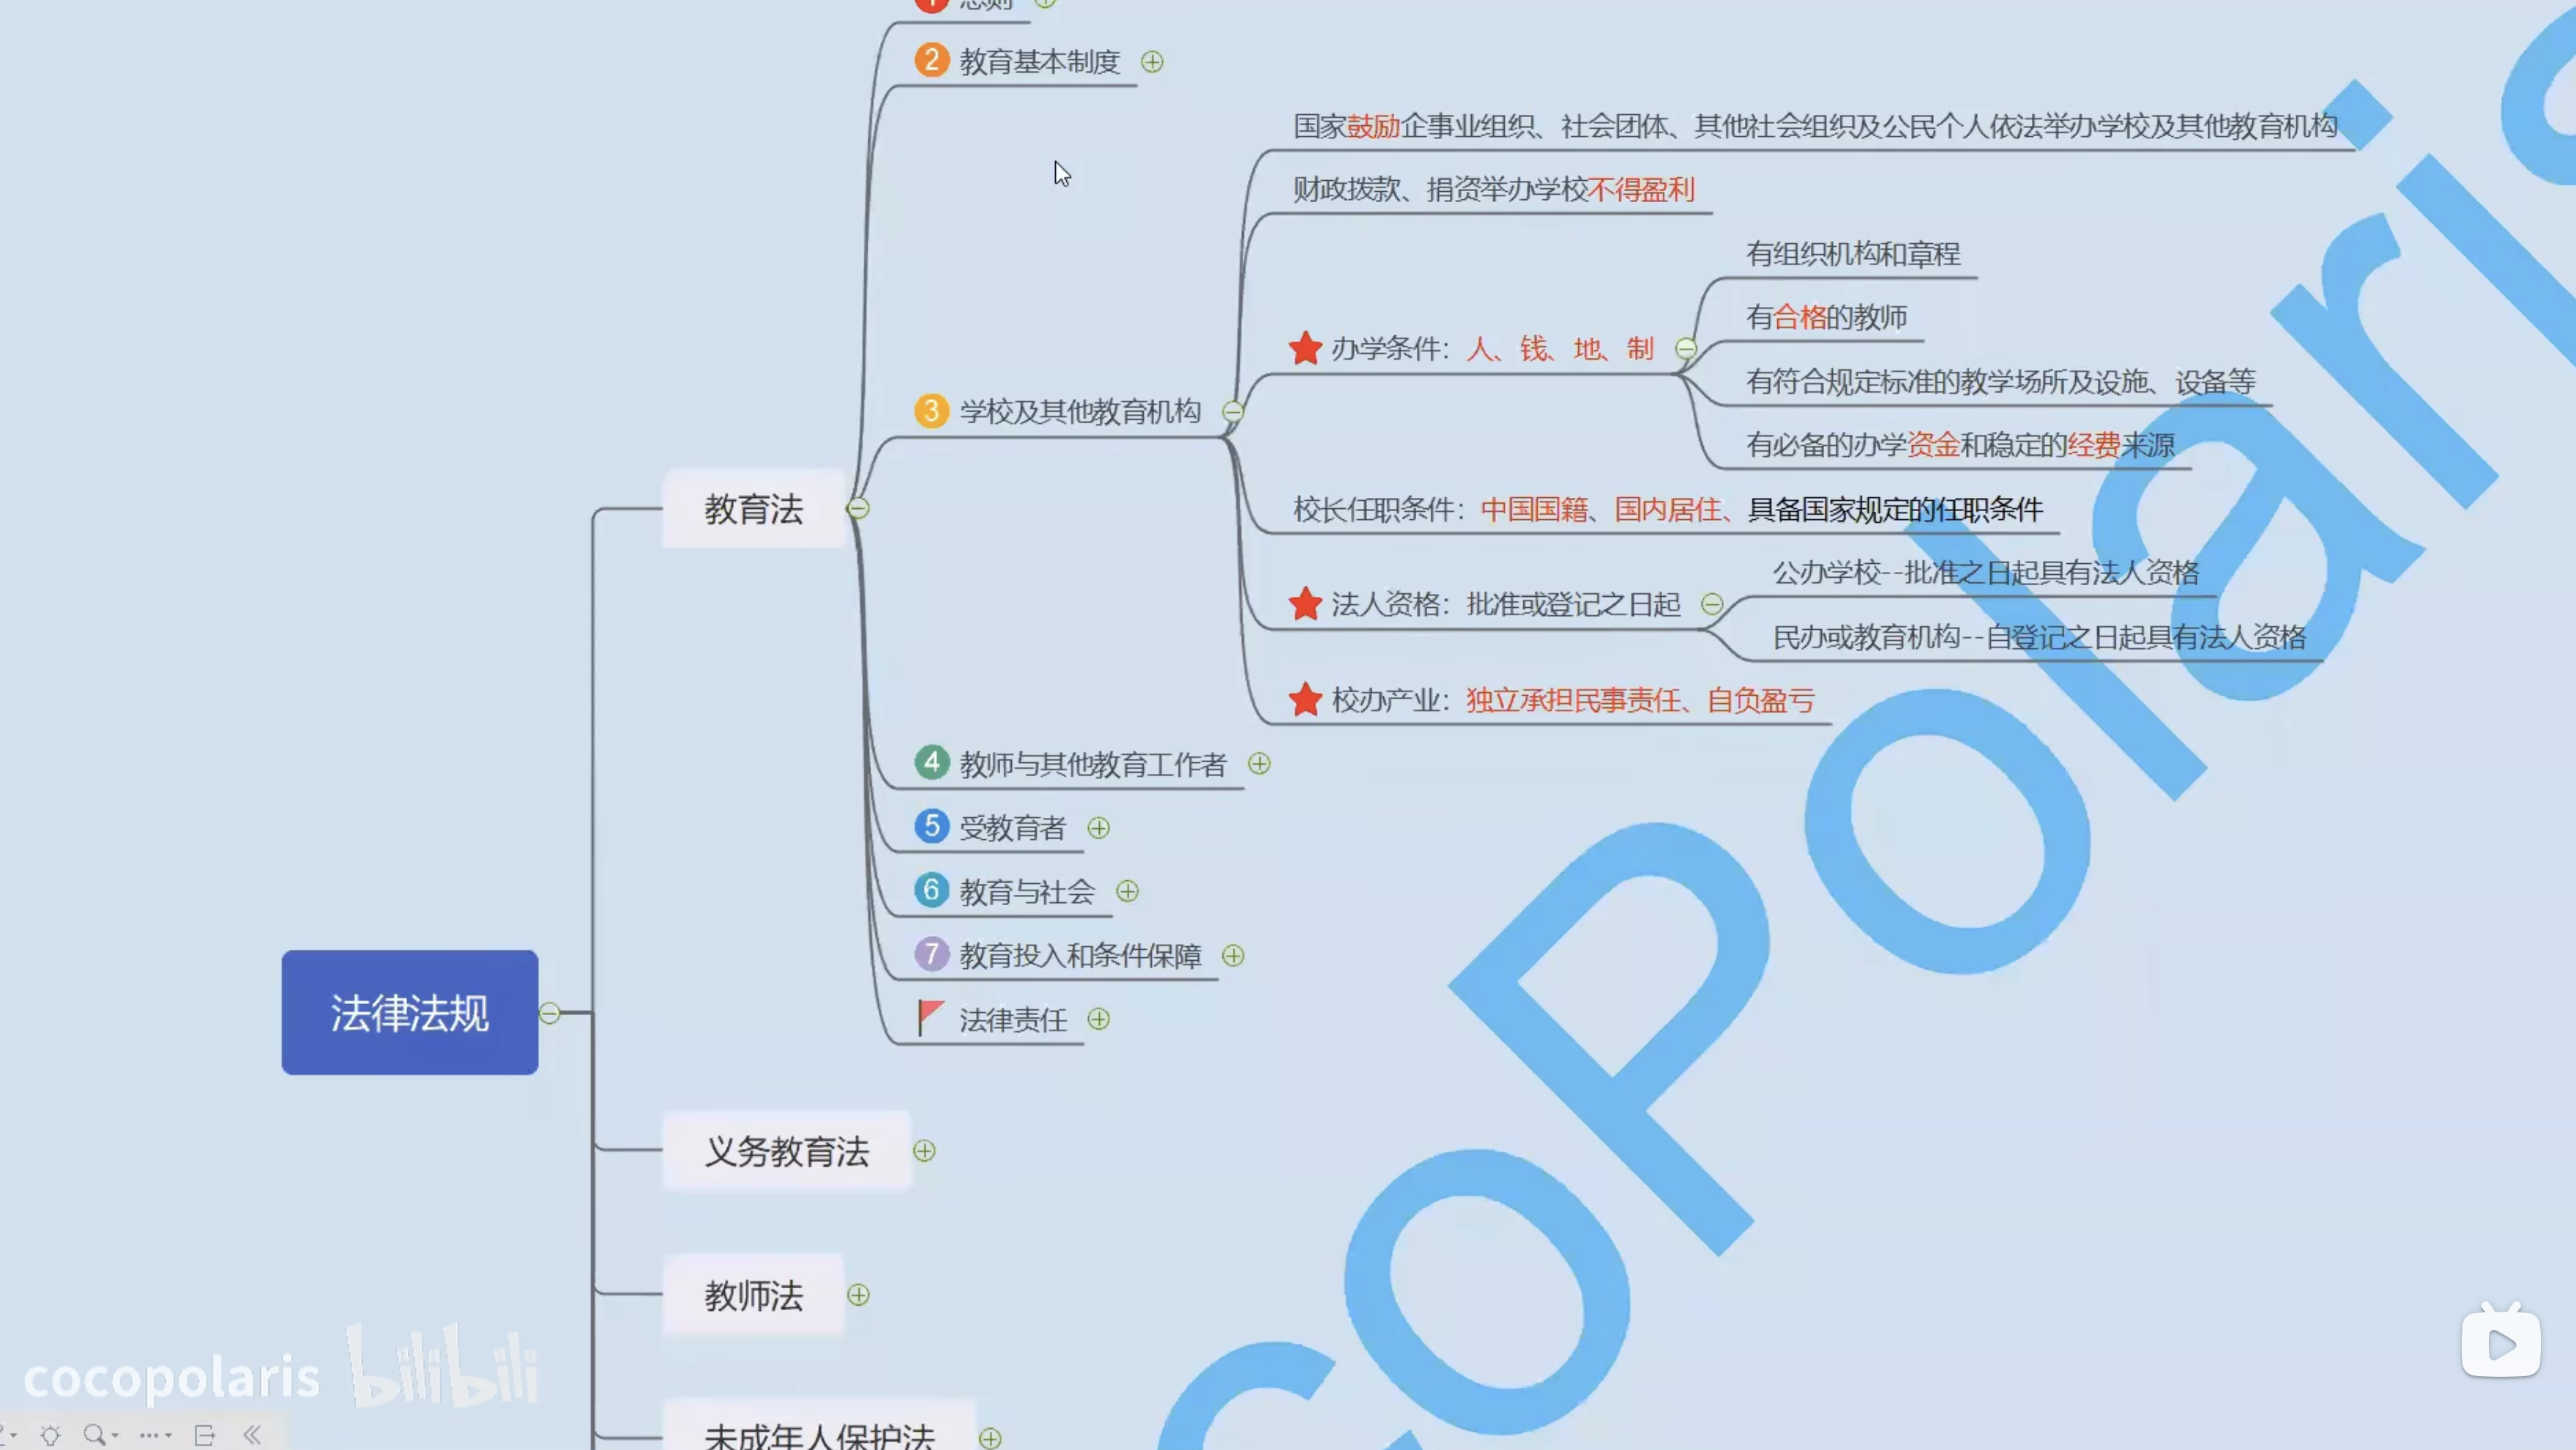 总则
2 教育基本制度
国家鼓励企事业组织、社会团体、其他社会组织及公民个人依法举办学校及其他教育机构
财政拨款、捐资举办学校不得盈利
有组织机构和章程
有合格的教师
办学条件：人、钱、地、制
有符合规定标准的教学场所及设施、设备等
3 学校及其他教育机构
有必备的办学资金和稳定的经费来源
教育法
校长任职条件：中国国籍、国内居住、具备国家规定的任职条件
公办学校--批准之日起具有法人资格
法人资格：批准或登记之日起
民办或教育机构--自登记之日起具有法人资格
校办产业：独立承担民事责任、自负盈亏
4 教师与其他教育工作者
5 受教育者
6 教育与社会
7 教育投入和条件保障
法律责任
法律法规
义务教育法
教师法
未成年人保护法
coPolaris
cocopolaris bilibili